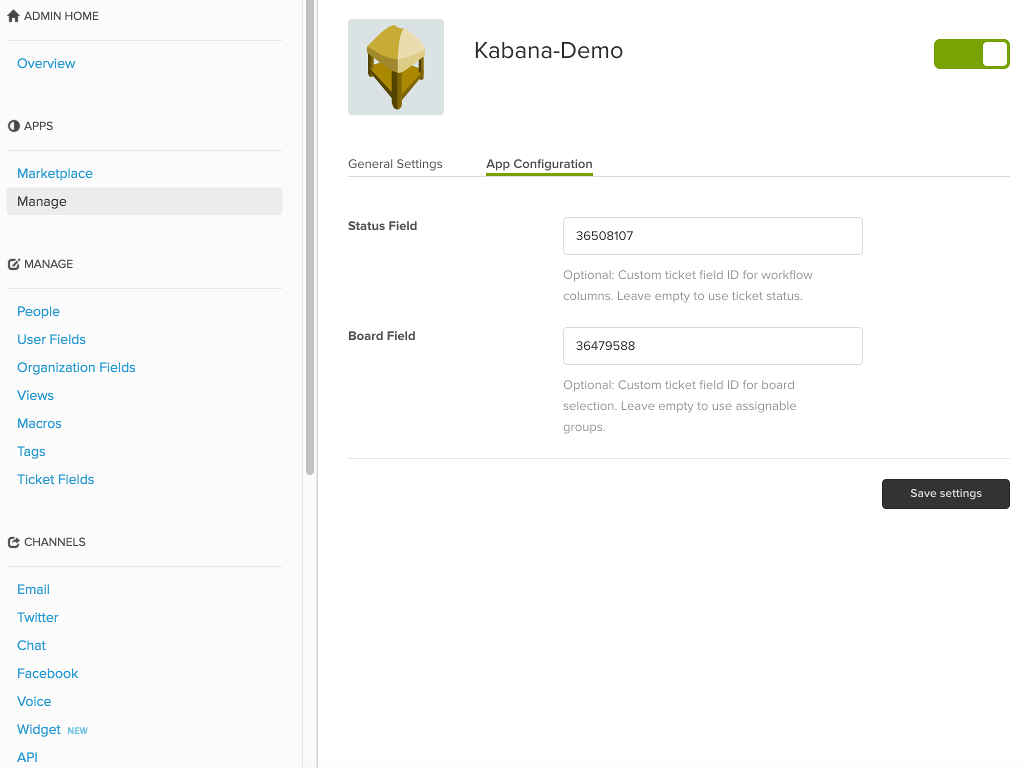 ADMIN HOME
Overview
APPS
Marketplace
Manage
MANAGE
People
User Fields
Organization Fields
Views
Macros
Tags
Ticket Fields
CHANNELS
Email
Twitter
Chat
Facebook
Voice
Widget NEW
API
Kabana-Demo
General Settings App Configuration
Status Field
36508107
Optional: Custom ticket field ID for workflow
columns. Leave empty to use ticket status.
Board Field
36479588
Optional: Custom ticket field ID for board
selection. Leave empty to use assignable
groups.
Save settings